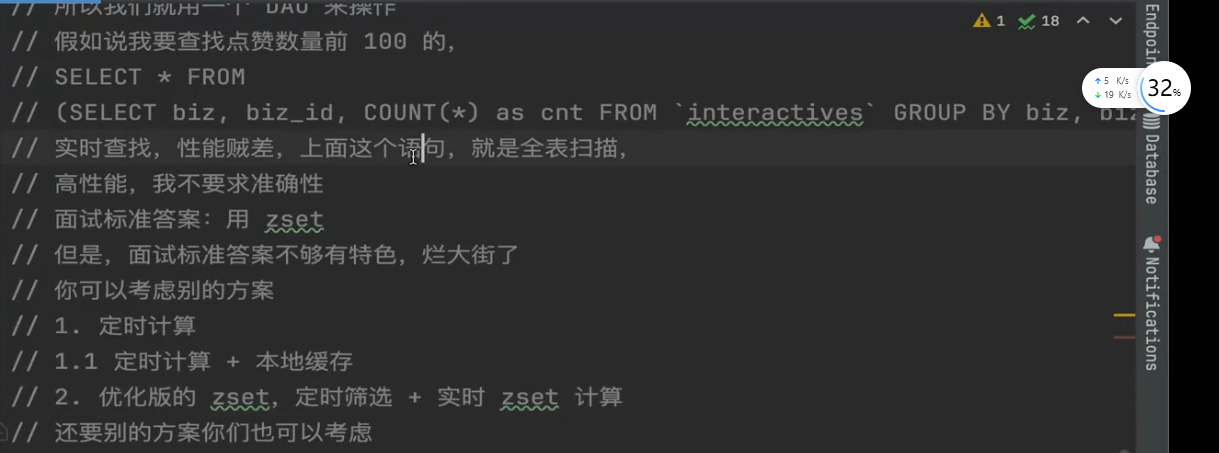 // 所以我们就用一个 DAO 来操作
// 假如说我要查找点赞数量前 100 的，
// SELECT * FROM
// (SELECT biz, biz_id, COUNT(*) as cnt FROM `interactives` GROUP BY biz, biz
// 实时查找，性能贼差，上面这个语句，就是全表扫描，
// 高性能，我不要求准确性
// 面试标准答案：用 zset
// 但是，面试标准答案不够有特色，烂大街了
// 你可以考虑别的方案
// 1. 定时计算
// 1.1 定时计算 + 本地缓存
// 2. 优化版的 zset，定时筛选 + 实时 zset 计算
// 还要别的方案你们也可以考虑
1 18
Endpoin
↑ 5 K/s
↓ 19 K/s
32%
Database
Notifications